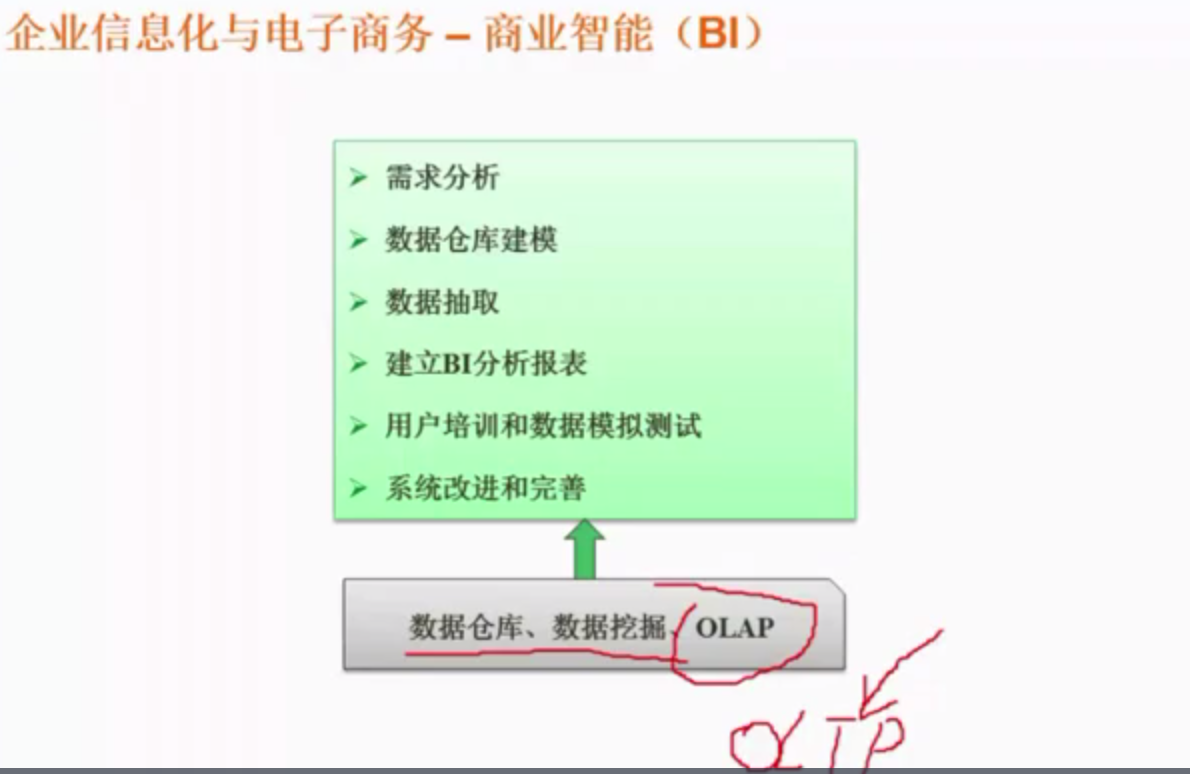 企业信息化与电子商务 – 商业智能（BI）
➢ 需求分析
➢ 数据仓库建模
➢ 数据抽取
➢ 建立BI分析报表
➢ 用户培训和数据模拟测试
➢ 系统改进和完善
数据仓库、数据挖掘、OLAP
OLTP